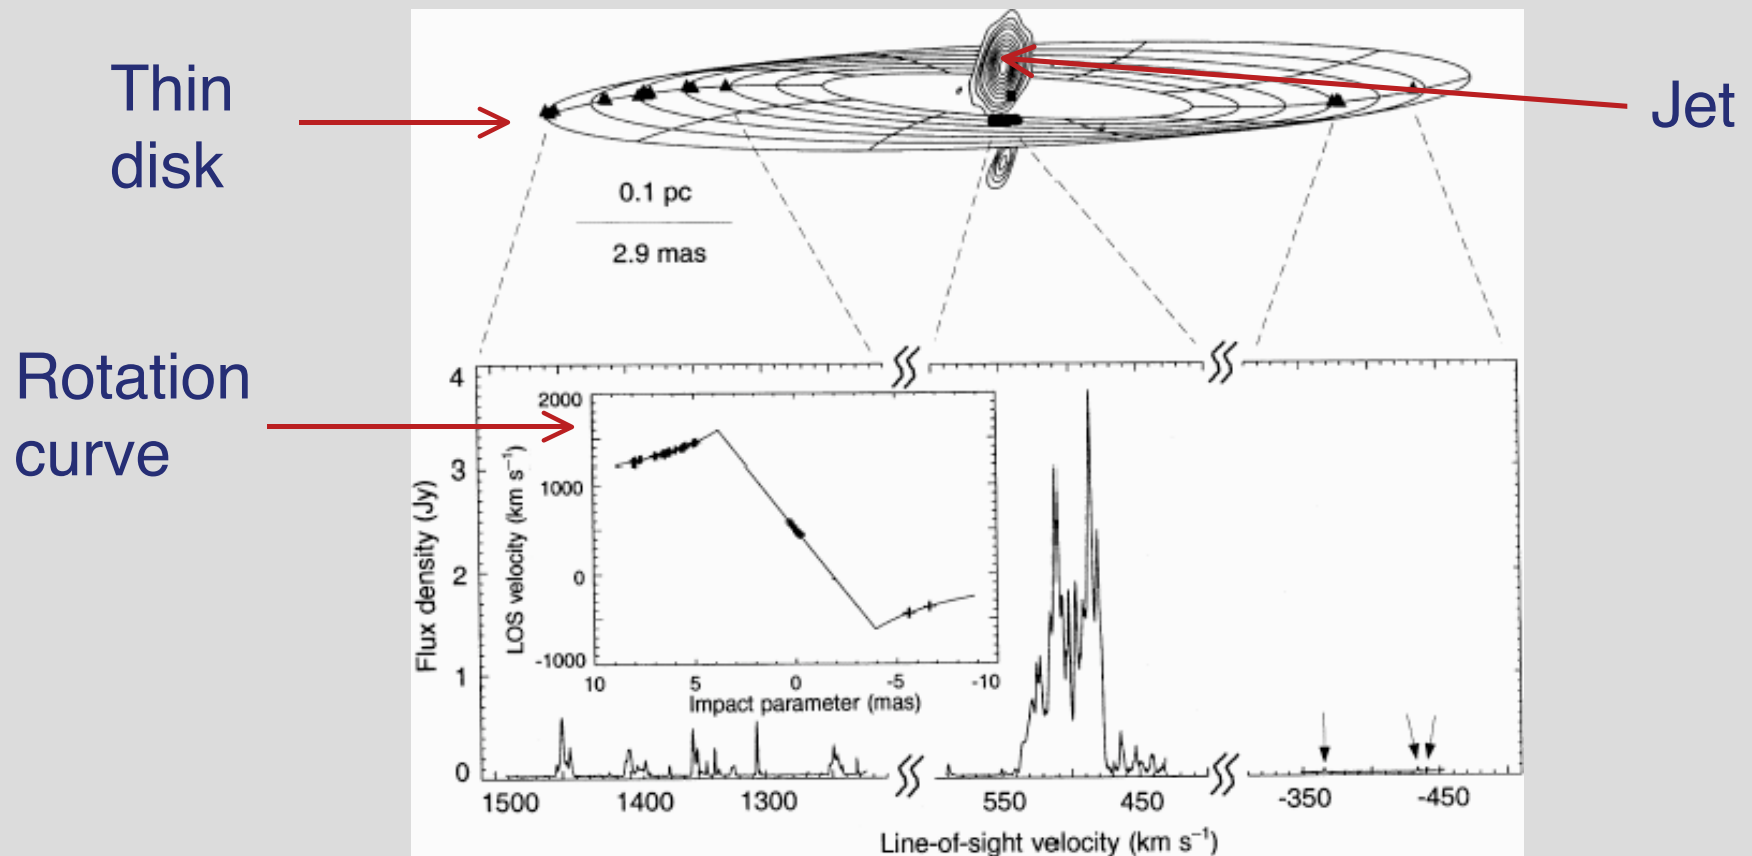 Thin
disk
Jet
0.1 pc
2.9 mas
Rotation
curve
4
3
2
1
0
Flux density (Jy)
2000
1000
0
-1000
LOS velocity (km s⁻¹)
10 5 0 -5 -10
Impact parameter (mas)
1500 1400 1300 550 450 -350 -450
Line-of-sight velocity (km s⁻¹)